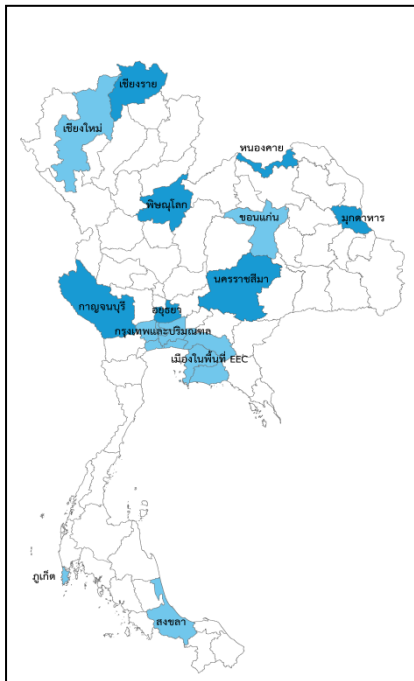 เชียงราย
เชียงใหม่
หนองคาย
พิษณุโลก
ขอนแก่น
มุกดาหาร
นครราชสีมา
กาญจนบุรี
อยุธยา
กรุงเทพและปริมณฑล
เมืองในพื้นที่ EEC
ภูเก็ต
สงขลา